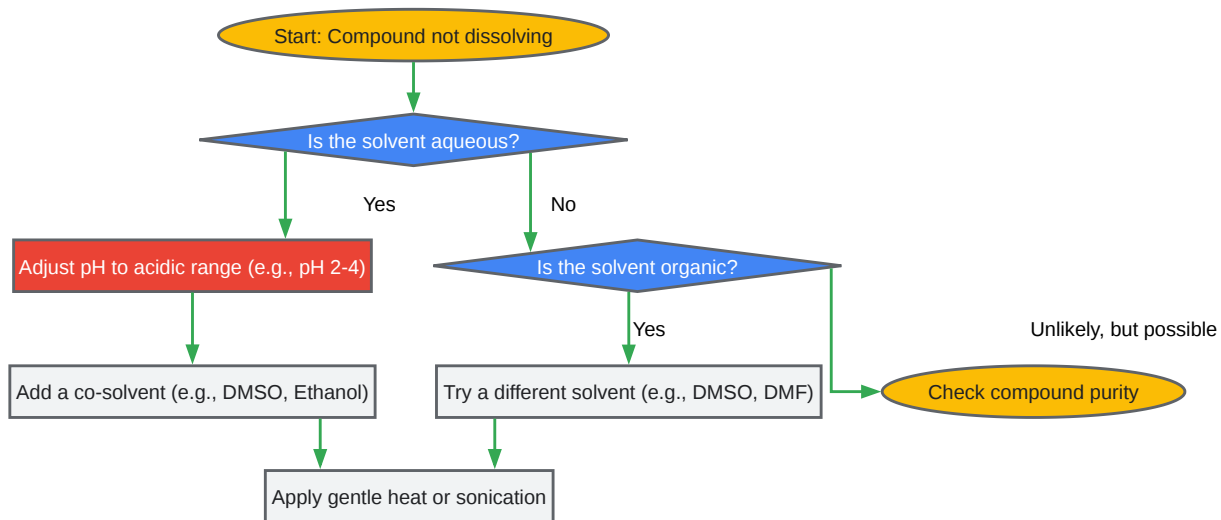 Start: Compound not dissolving
Is the solvent aqueous?
Yes
No
Adjust pH to acidic range (e.g., pH 2-4)
Is the solvent organic?
Yes
Unlikely, but possible
Add a co-solvent (e.g., DMSO, Ethanol)
Try a different solvent (e.g., DMSO, DMF)
Check compound purity
Apply gentle heat or sonication